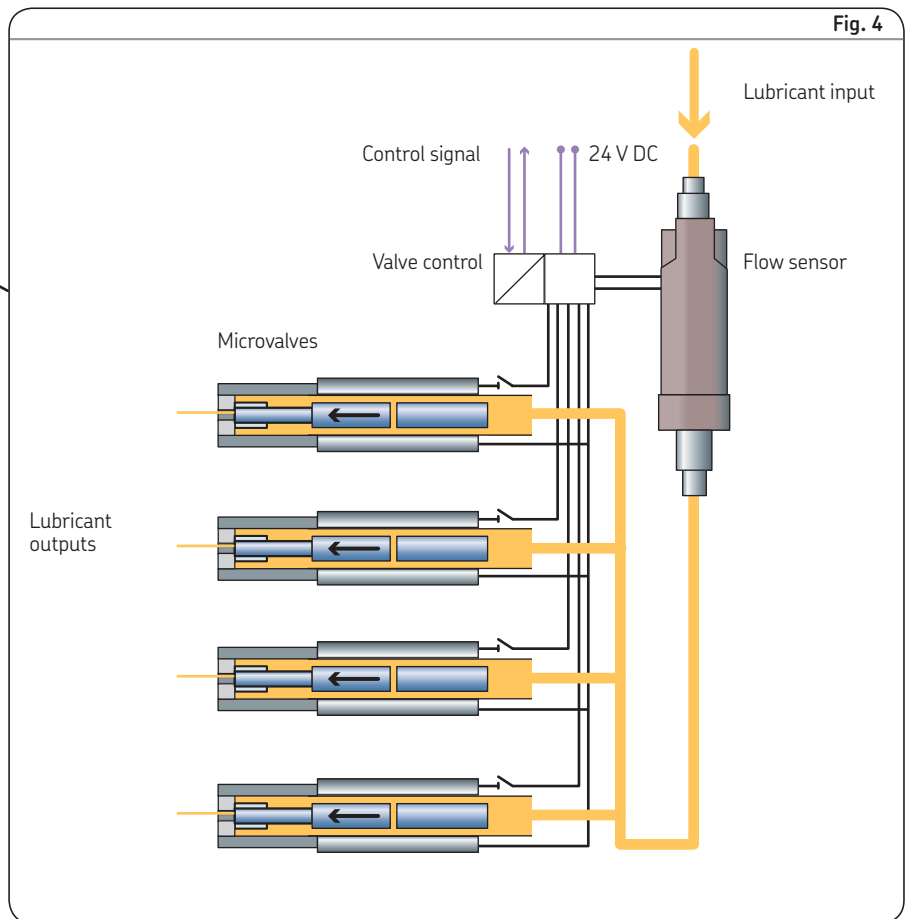 Fig. 4
Lubricant input
Control signal
24 V DC
Valve control
Flow sensor
Microvalves
Lubricant
outputs